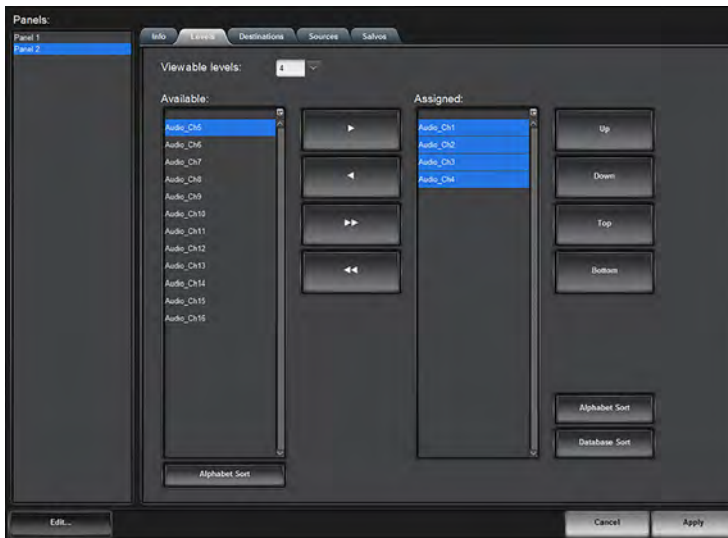 Panels:
Panel 1
Panel 2
Info Levels Destinations Sources Salvos
Viewable levels: 4
Available:
Audio_Ch5
Audio_Ch6
Audio_Ch7
Audio_Ch8
Audio_Ch9
Audio_Ch10
Audio_Ch11
Audio_Ch12
Audio_Ch13
Audio_Ch14
Audio_Ch15
Audio_Ch16
Alphabet Sort
Assigned:
Audio_Ch1
Audio_Ch2
Audio_Ch3
Audio_Ch4
Up
Down
Top
Bottom
Alphabet Sort
Database Sort
Edit...
Cancel
Apply